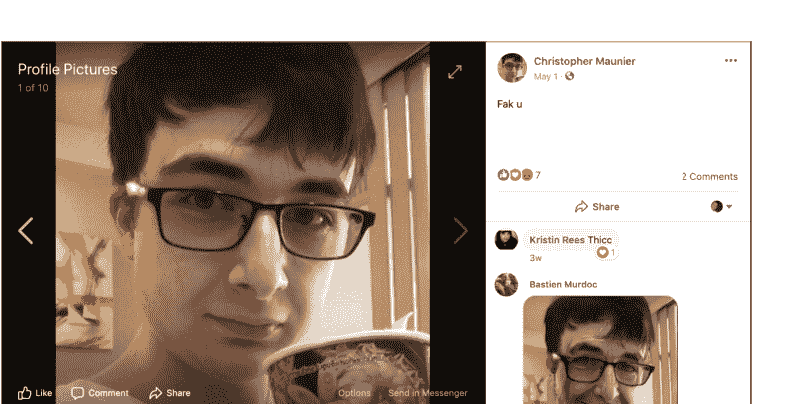 Profile Pictures
1 of 10
Like
Comment
Share
Options
Send in Messenger
Christopher Maunier
May 1 ·
Fak u
7
2 Comments
Share
Kristin Rees Thicc
1
3w
Bastien Murdoc